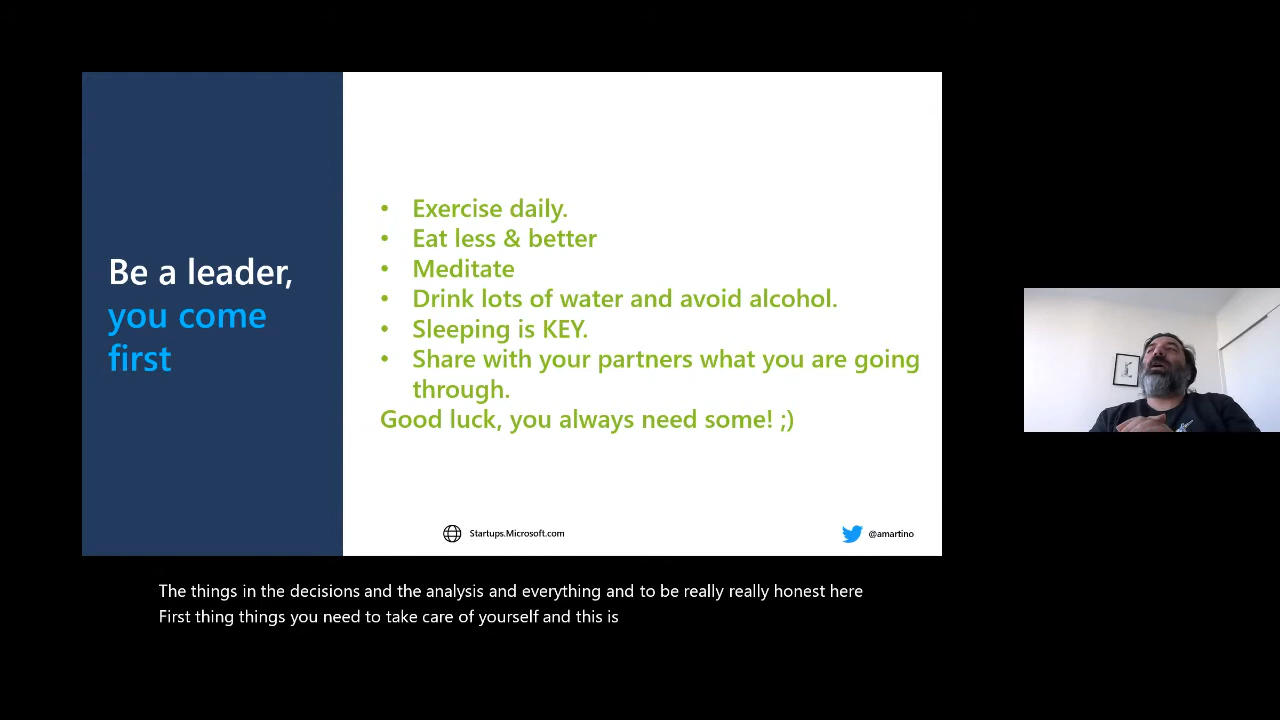 Be a leader,
you come
first
• Exercise daily.
• Eat less & better
• Meditate
• Drink lots of water and avoid alcohol.
• Sleeping is KEY.
• Share with your partners what you are going
through.
Good luck, you always need some! ;)
Startups.Microsoft.com
@amartino
The things in the decisions and the analysis and everything and to be really really honest here
First thing things you need to take care of yourself and this is